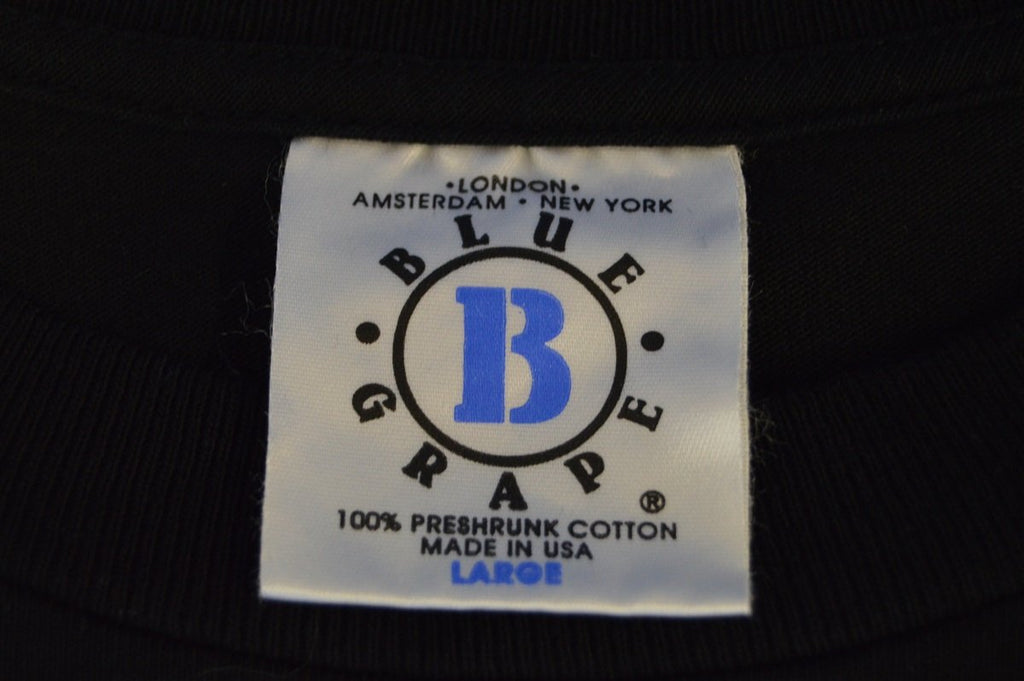 •LONDON•
AMSTERDAM • NEW YORK
BLUE
B
• GRAPE •
®
100% PRESHRUNK COTTON
MADE IN USA
LARGE